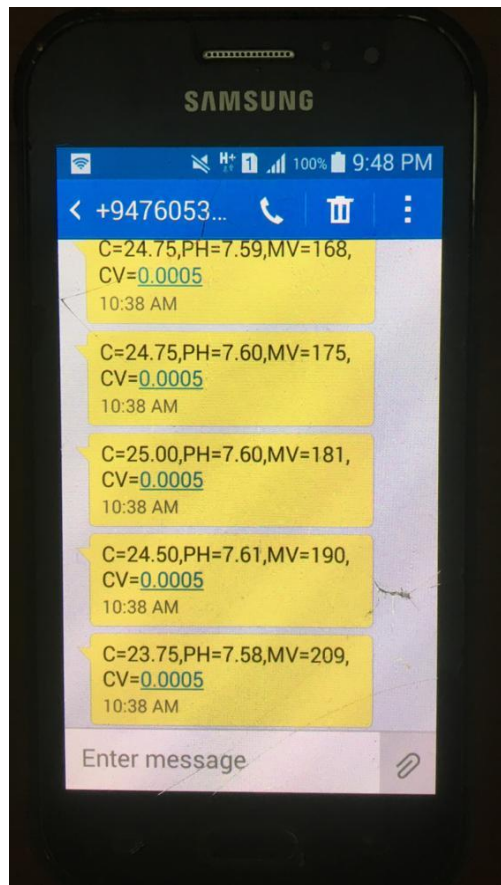 SAMSUNG
H+ 1 100% 9:48 PM
+9476053...
C=24.75,PH=7.59,MV=168,
CV=0.0005
10:38 AM
C=24.75,PH=7.60,MV=175,
CV=0.0005
10:38 AM
C=25.00,PH=7.60,MV=181,
CV=0.0005
10:38 AM
C=24.50,PH=7.61,MV=190,
CV=0.0005
10:38 AM
C=23.75,PH=7.58,MV=209,
CV=0.0005
10:38 AM
Enter message